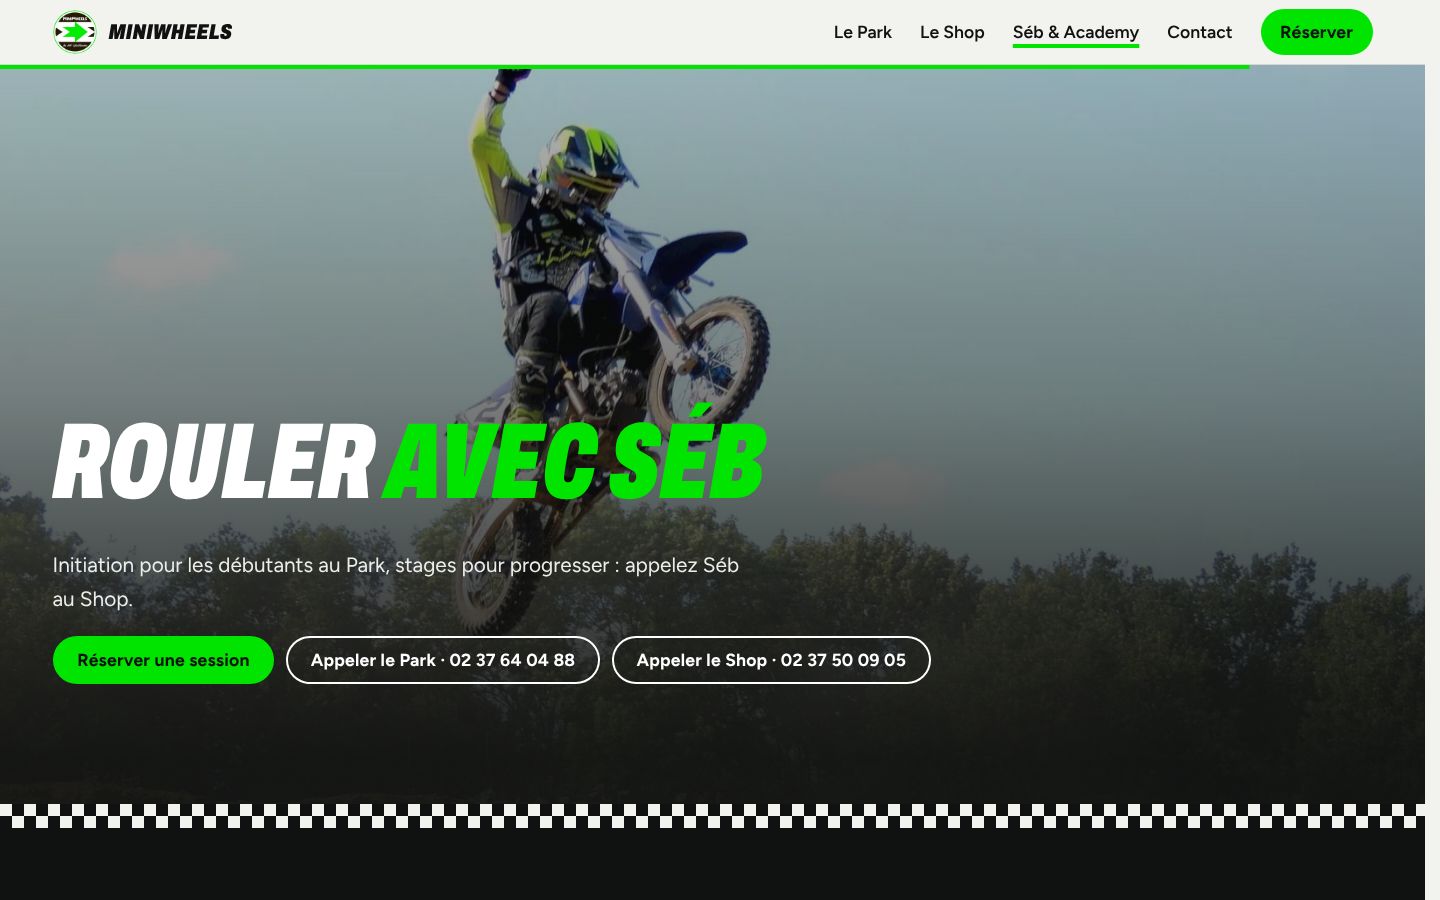 MINIWHEELS
Le Park
Le Shop
Séb & Academy
Contact
Réserver
ROULER AVEC SÉB
Initiation pour les débutants au Park, stages pour progresser : appelez Séb
au Shop.
Réserver une session
Appeler le Park · 02 37 64 04 88
Appeler le Shop · 02 37 50 09 05